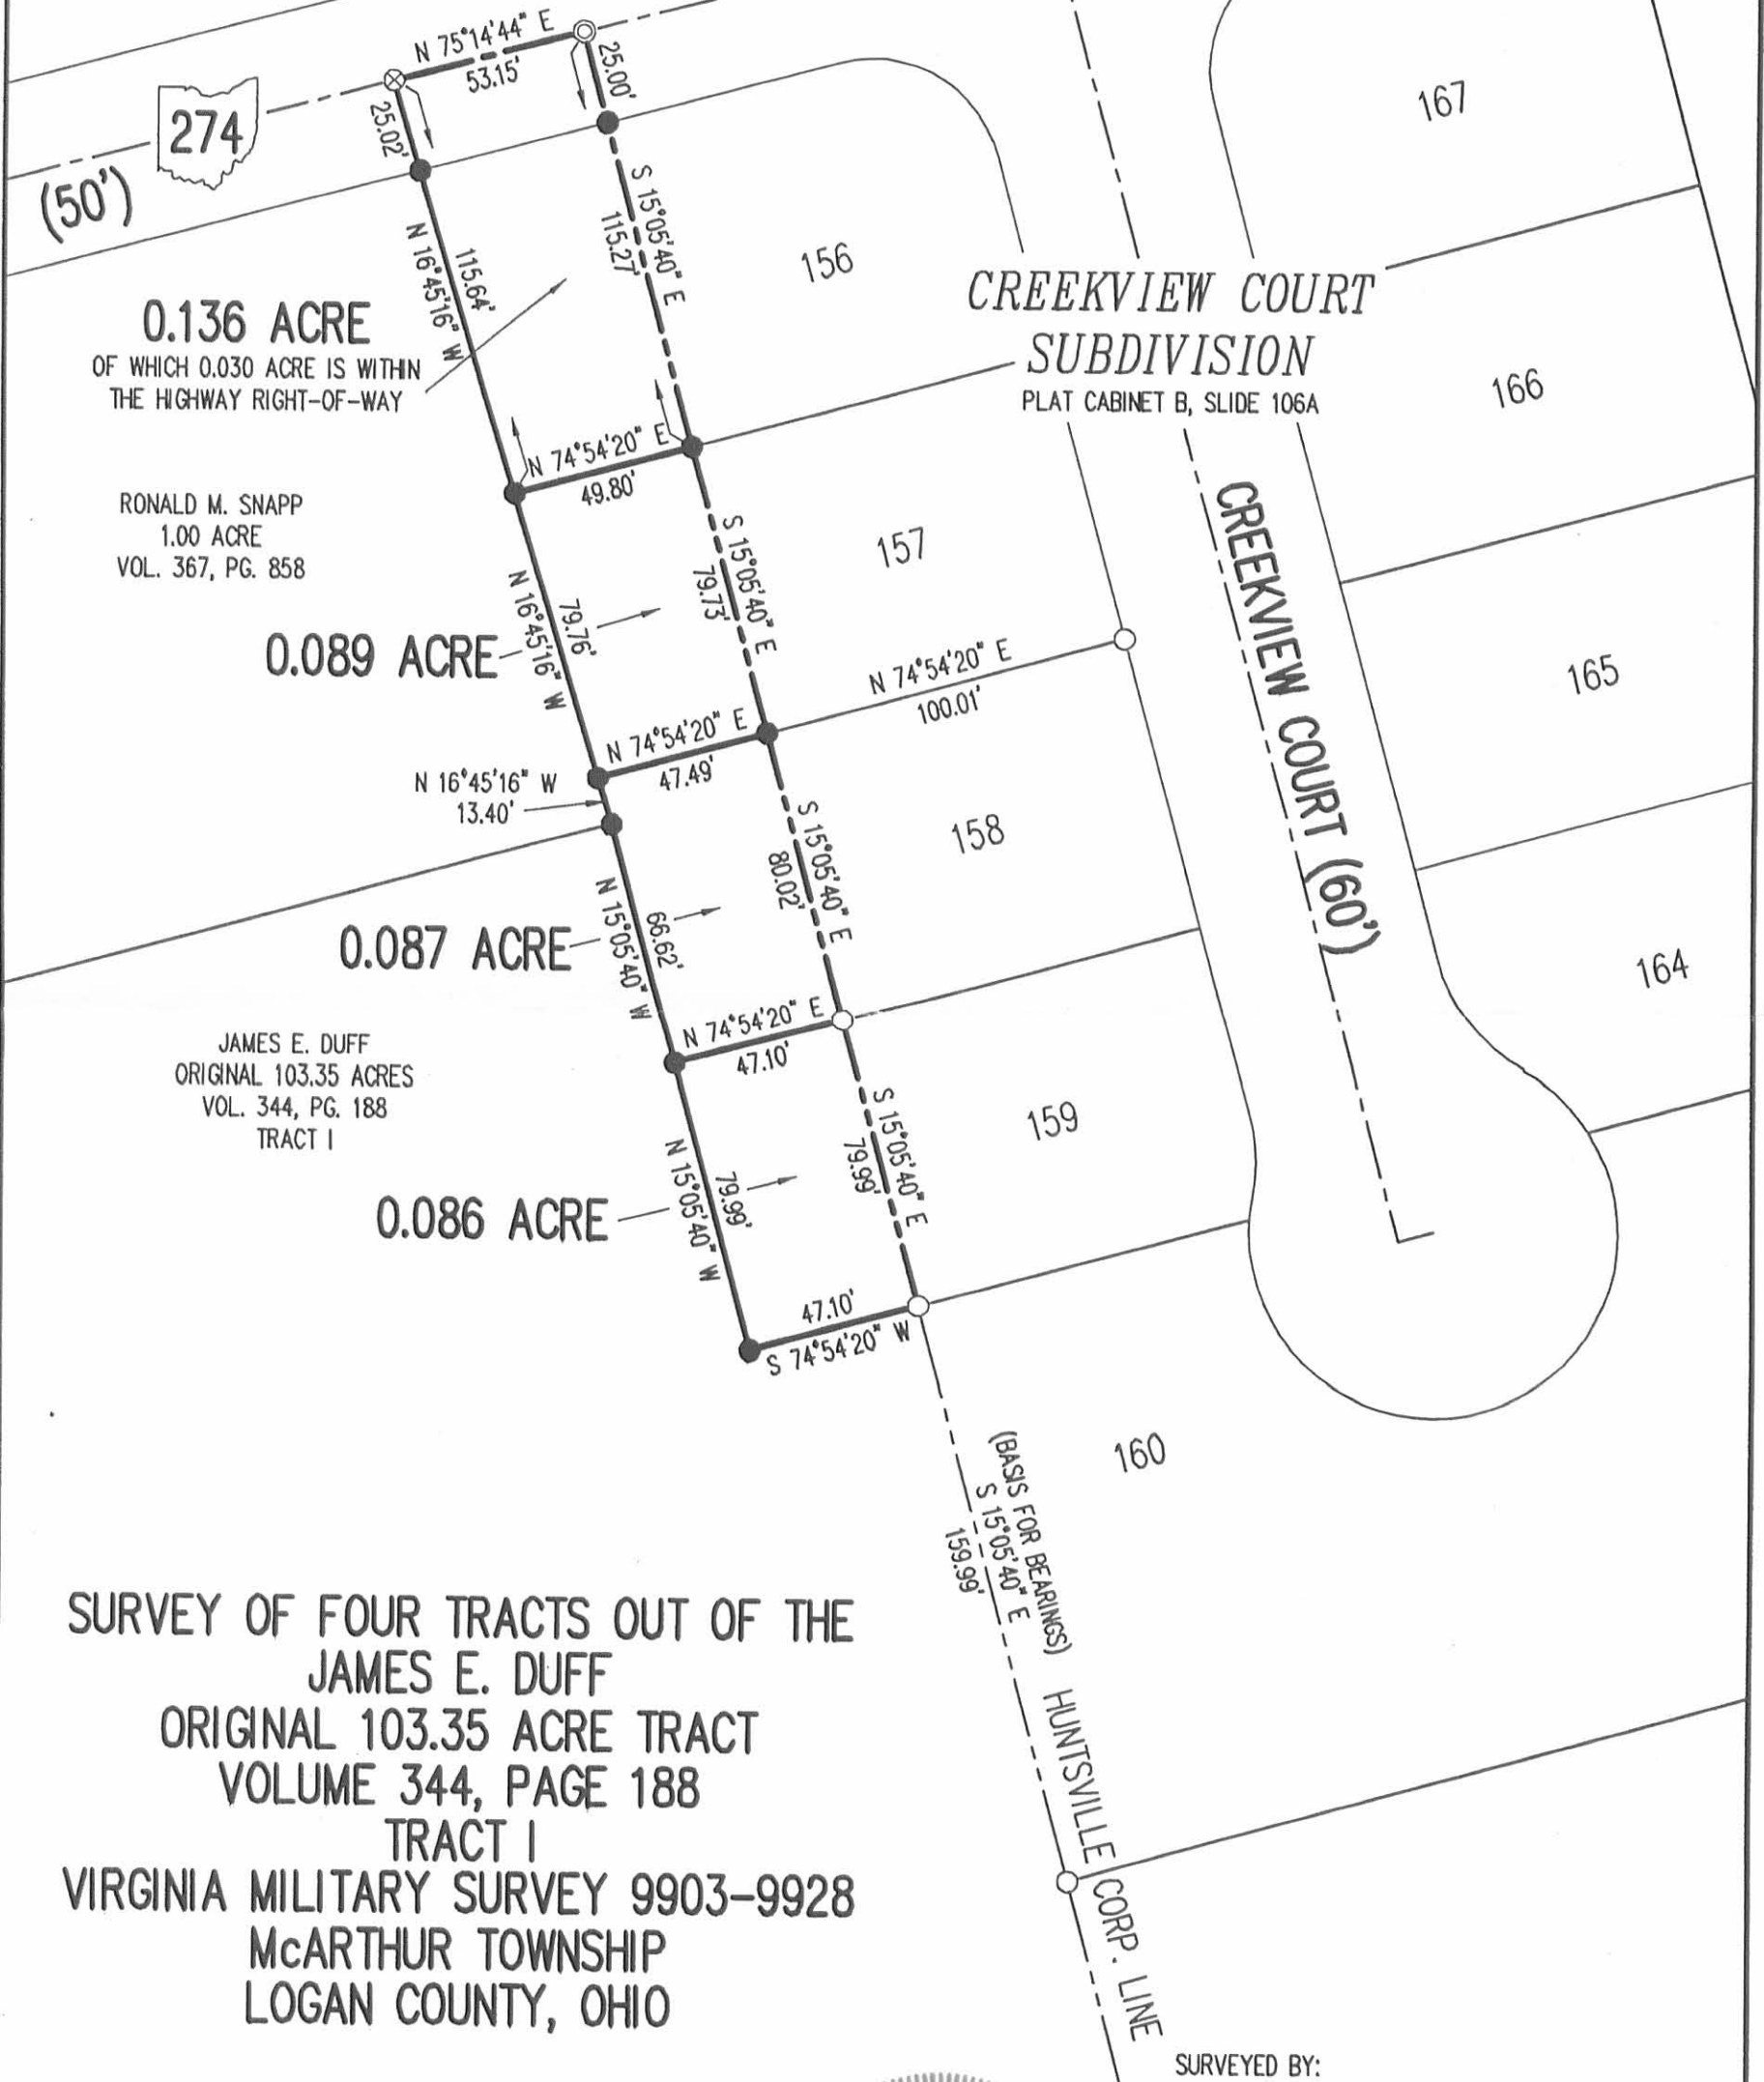 N 75°14'44" E
53.15'
25.00'
25.02'
274
(50')
167
S 15°05'40" E
115.27'
N 16°45'16" W
115.64'
156
CREEKVIEW COURT
SUBDIVISION
PLAT CABINET B, SLIDE 106A
0.136 ACRE
OF WHICH 0.030 ACRE IS WITHIN
THE HIGHWAY RIGHT-OF-WAY
166
N 74°54'20" E
49.80'
RONALD M. SNAPP
1.00 ACRE
VOL. 367, PG. 858
S 15°05'40" E
79.73'
157
N 16°45'16" W
79.76'
0.089 ACRE
CREEKVIEW COURT (60')
N 74°54'20" E
100.01'
165
N 74°54'20" E
47.49'
N 16°45'16" W
13.40'
S 15°05'40" E
80.02'
158
N 15°05'40" W
66.62'
0.087 ACRE
164
N 74°54'20" E
47.10'
JAMES E. DUFF
ORIGINAL 103.35 ACRES
VOL. 344, PG. 188
TRACT I
S 15°05'40" E
79.99'
159
N 15°05'40" W
79.99'
0.086 ACRE
47.10'
S 74°54'20" W
160
(BASIS FOR BEARINGS)
S 15°05'40" E
159.99'
HUNTSVILLE CORP. LINE
SURVEY OF FOUR TRACTS OUT OF THE
JAMES E. DUFF
ORIGINAL 103.35 ACRE TRACT
VOLUME 344, PAGE 188
TRACT I
VIRGINIA MILITARY SURVEY 9903-9928
McARTHUR TOWNSHIP
LOGAN COUNTY, OHIO
SURVEYED BY: